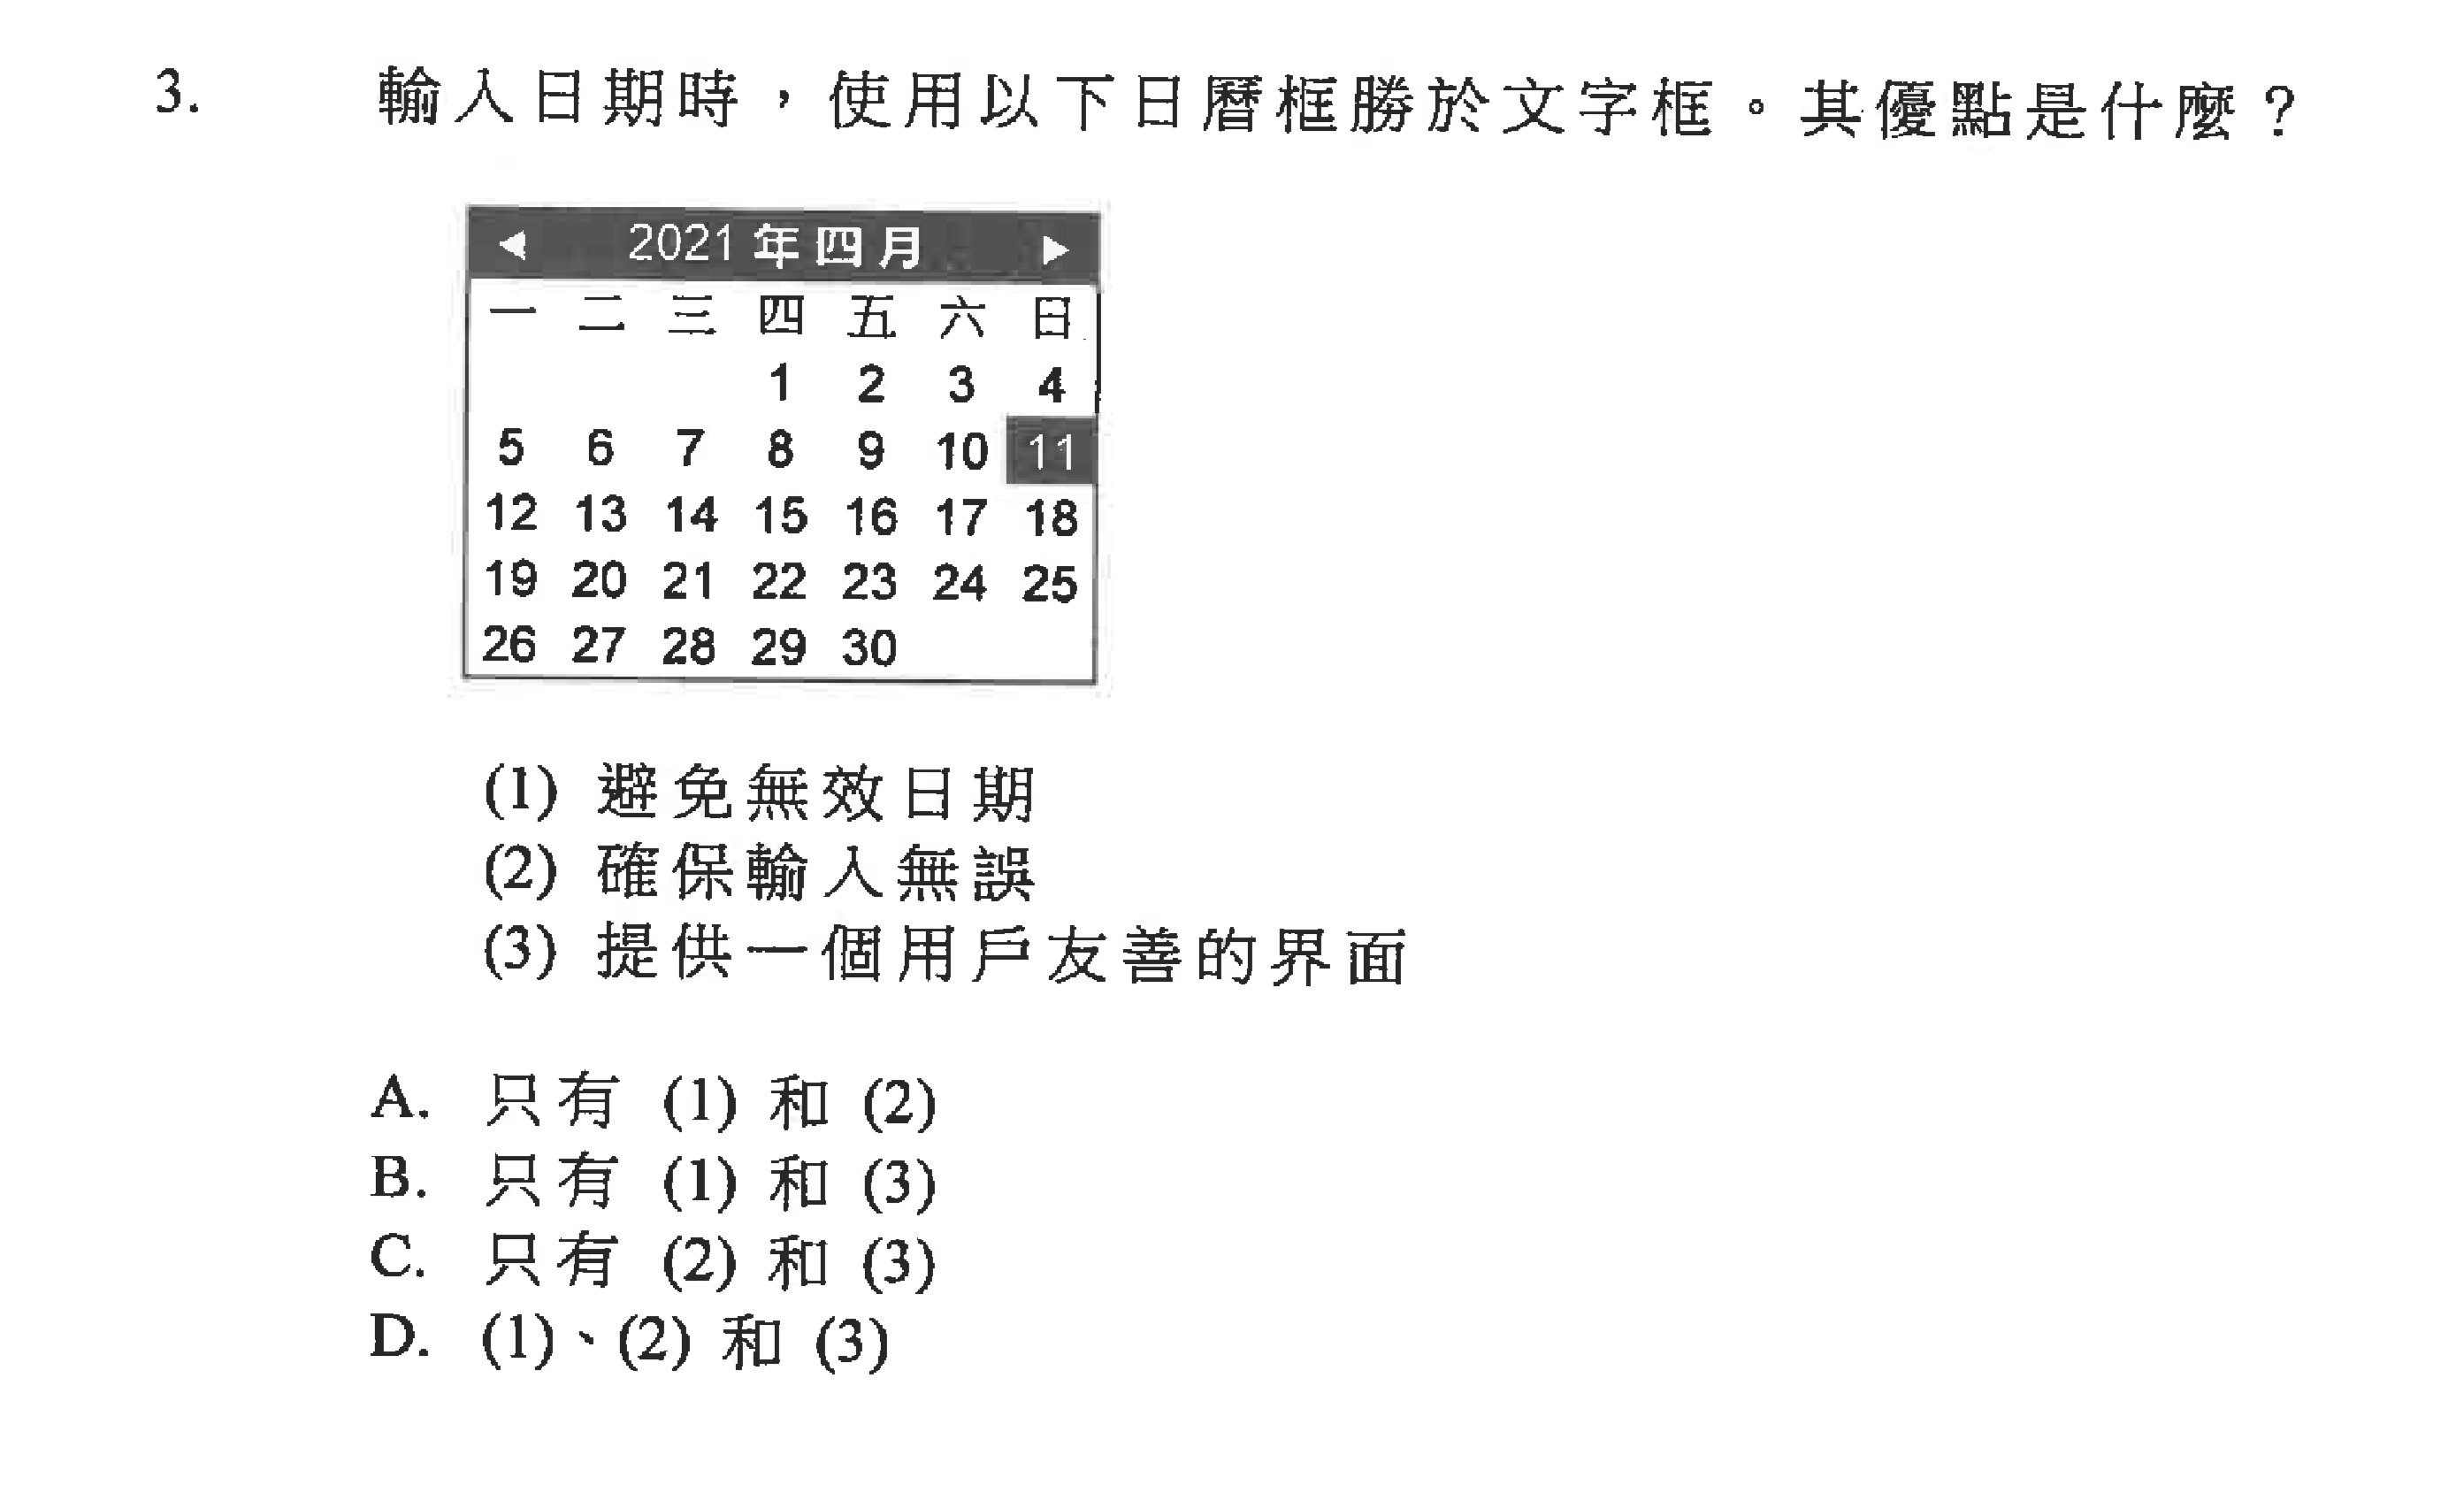 3. 輸入日期時，使用以下日曆框勝於文字框。其優點是什麼？
◀ 2021 年四月 ▶
一 二 三 四 五 六 日
1 2 3 4
5 6 7 8 9 10 11
12 13 14 15 16 17 18
19 20 21 22 23 24 25
26 27 28 29 30
(1) 避免無效日期
(2) 確保輸入無誤
(3) 提供一個用戶友善的界面
A. 只有 (1) 和 (2)
B. 只有 (1) 和 (3)
C. 只有 (2) 和 (3)
D. (1)、(2) 和 (3)